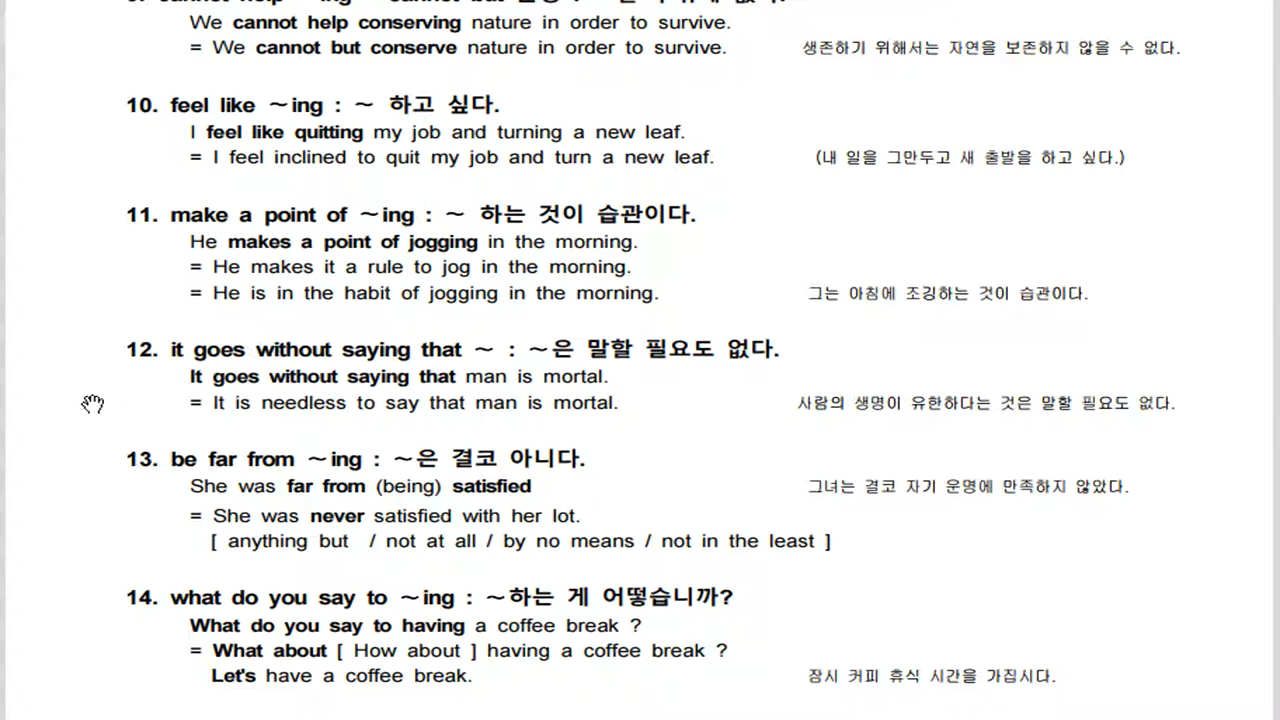 We cannot help conserving nature in order to survive.
= We cannot but conserve nature in order to survive. 생존하기 위해서는 자연을 보존하지 않을 수 없다.
10. feel like ~ing : ~ 하고 싶다.
I feel like quitting my job and turning a new leaf.
= I feel inclined to quit my job and turn a new leaf. (내 일을 그만두고 새 출발을 하고 싶다.)
11. make a point of ~ing : ~ 하는 것이 습관이다.
He makes a point of jogging in the morning.
= He makes it a rule to jog in the morning.
= He is in the habit of jogging in the morning. 그는 아침에 조깅하는 것이 습관이다.
12. it goes without saying that ~ : ~은 말할 필요도 없다.
It goes without saying that man is mortal.
= It is needless to say that man is mortal. 사람의 생명이 유한하다는 것은 말할 필요도 없다.
13. be far from ~ing : ~은 결코 아니다.
She was far from (being) satisfied 그녀는 결코 자기 운명에 만족하지 않았다.
= She was never satisfied with her lot.
[ anything but / not at all / by no means / not in the least ]
14. what do you say to ~ing : ~하는 게 어떻습니까?
What do you say to having a coffee break ?
= What about [ How about ] having a coffee break ?
Let's have a coffee break. 잠시 커피 휴식 시간을 가집시다.